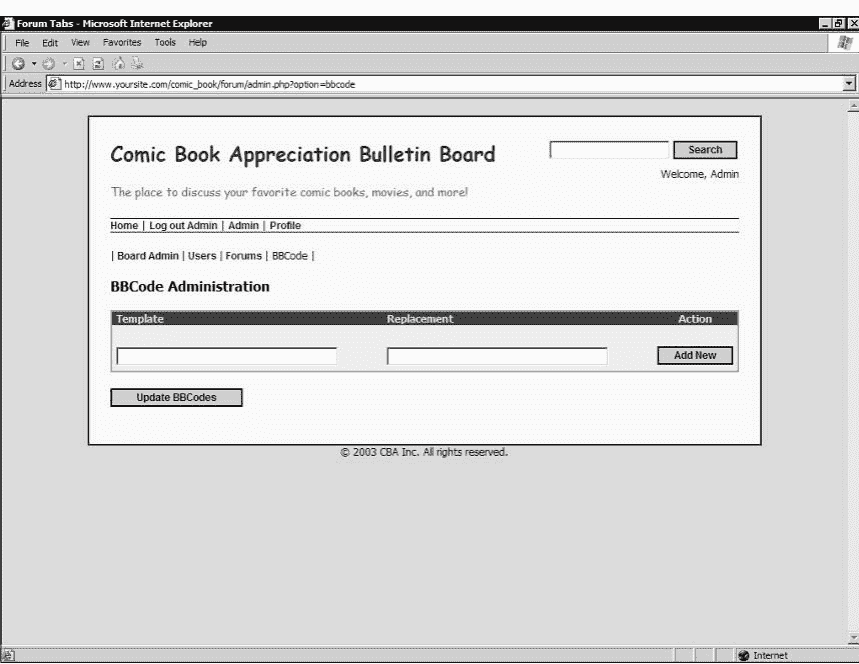 Forum Tabs - Microsoft Internet Explorer
File Edit View Favorites Tools Help
Address http://www.yoursite.com/comic_book/forum/admin.php?option=bbcode
Comic Book Appreciation Bulletin Board
Search
Welcome, Admin
The place to discuss your favorite comic books, movies, and more!
Home | Log out Admin | Admin | Profile
| Board Admin | Users | Forums | BBCode |
BBCode Administration
Template Replacement Action
Add New
Update BBCodes
© 2003 CBA Inc. All rights reserved.
Internet